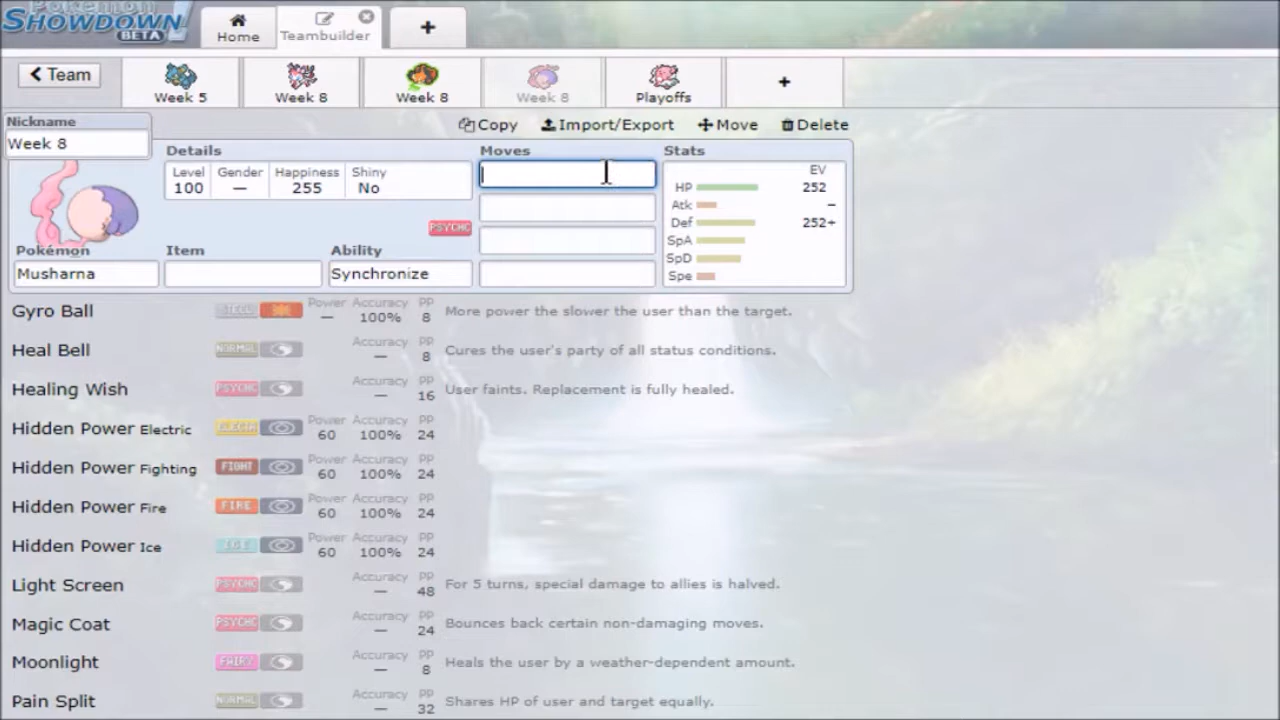 Pokémon
SHOWDOWN
BETA
Home
Teambuilder
+
Team
Week 5
Week 8
Week 8
Week 8
Playoffs
+
Nickname
Week 8
Copy
Import/Export
Move
Delete
Details
Level
100
Gender
—
Happiness
255
Shiny
No
PSYCHC
Pokémon
Musharna
Item
Ability
Synchronize
Moves
Stats
EV
HP 252
Atk –
Def 252+
SpA
SpD
Spe
Gyro Ball STEEL Power — Accuracy 100% PP 8 More power the slower the user than the target.
Heal Bell NORMAL Accuracy — PP 8 Cures the user's party of all status conditions.
Healing Wish PSYCHC Accuracy — PP 16 User faints. Replacement is fully healed.
Hidden Power Electric ELECTR Power 60 Accuracy 100% PP 24
Hidden Power Fighting FIGHT Power 60 Accuracy 100% PP 24
Hidden Power Fire FIRE Power 60 Accuracy 100% PP 24
Hidden Power Ice ICE Power 60 Accuracy 100% PP 24
Light Screen PSYCHC Accuracy — PP 48 For 5 turns, special damage to allies is halved.
Magic Coat PSYCHC Accuracy — PP 24 Bounces back certain non-damaging moves.
Moonlight FAIRY Accuracy — PP 8 Heals the user by a weather-dependent amount.
Pain Split NORMAL Accuracy — PP 32 Shares HP of user and target equally.